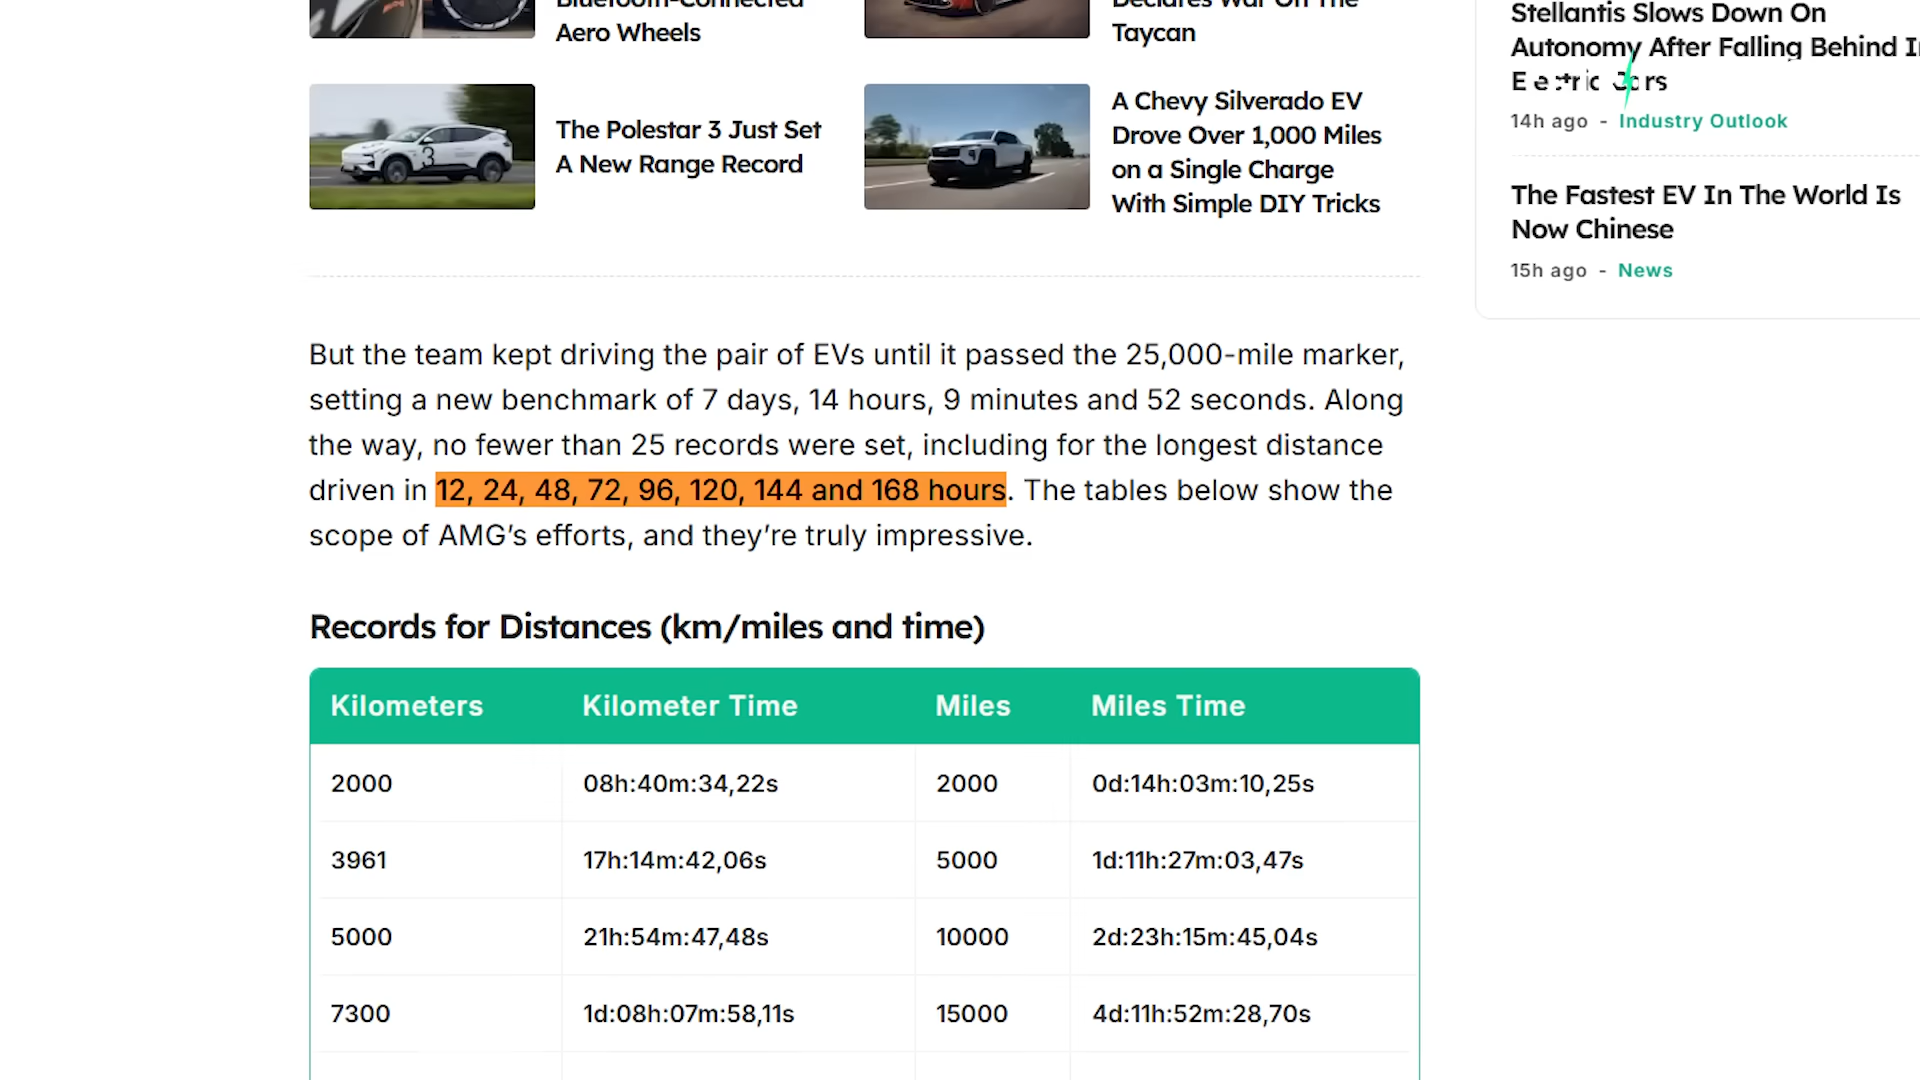 Aero Wheels
Taycan
The Polestar 3 Just Set
A New Range Record
A Chevy Silverado EV
Drove Over 1,000 Miles
on a Single Charge
With Simple DIY Tricks
Stellantis Slows Down On
Autonomy After Falling Behind
14h ago - Industry Outlook
The Fastest EV In The World Is
Now Chinese
15h ago - News
But the team kept driving the pair of EVs until it passed the 25,000-mile marker,
setting a new benchmark of 7 days, 14 hours, 9 minutes and 52 seconds. Along
the way, no fewer than 25 records were set, including for the longest distance
driven in 12, 24, 48, 72, 96, 120, 144 and 168 hours. The tables below show the
scope of AMG’s efforts, and they’re truly impressive.
Records for Distances (km/miles and time)
Kilometers Kilometer Time Miles Miles Time
2000 08h:40m:34,22s 2000 0d:14h:03m:10,25s
3961 17h:14m:42,06s 5000 1d:11h:27m:03,47s
5000 21h:54m:47,48s 10000 2d:23h:15m:45,04s
7300 1d:08h:07m:58,11s 15000 4d:11h:52m:28,70s